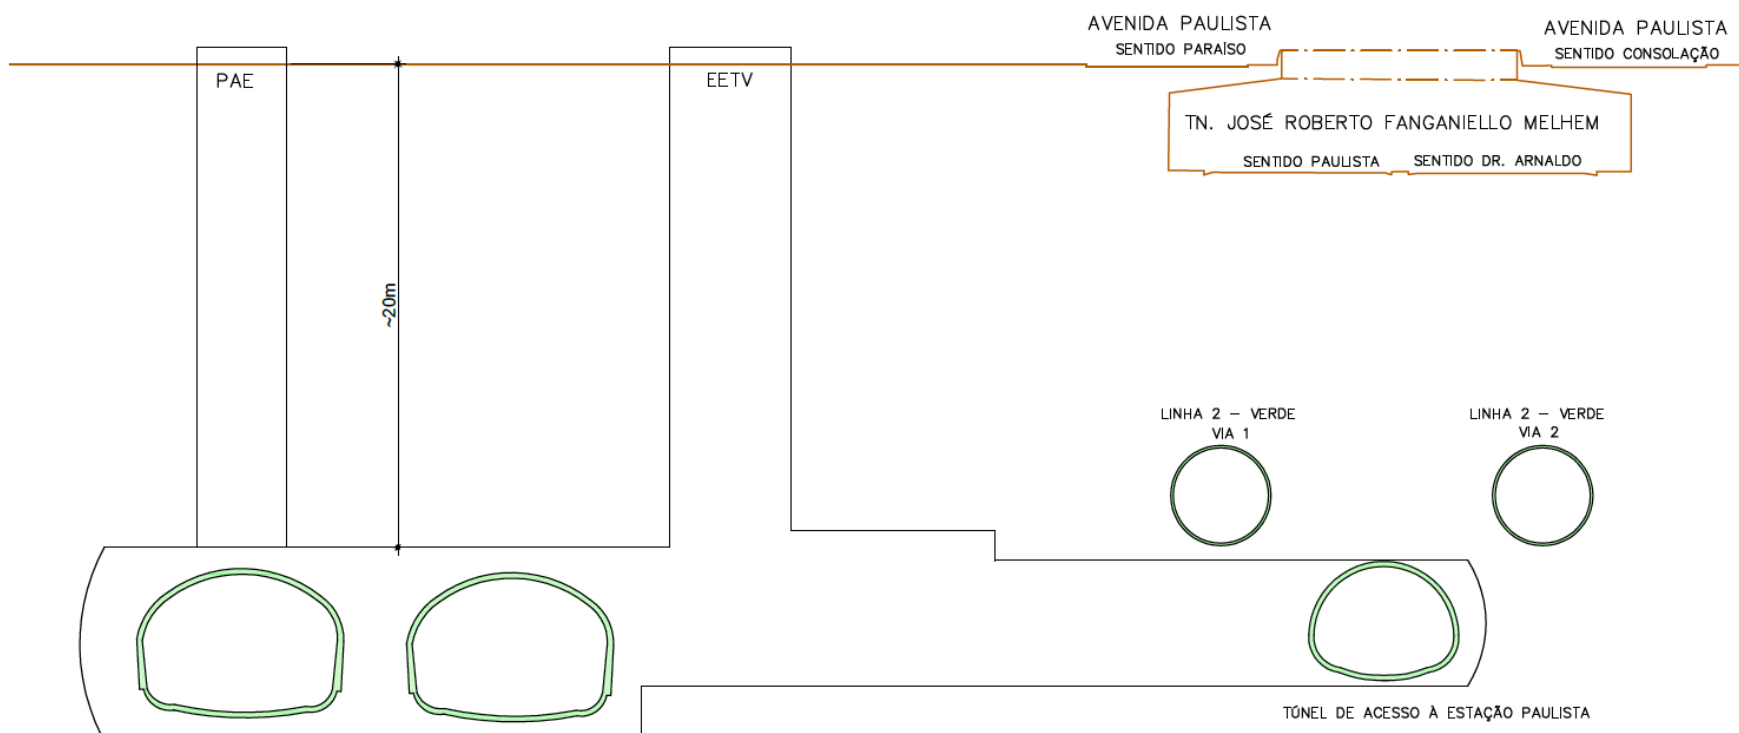 AVENIDA PAULISTA
SENTIDO PARAÍSO
AVENIDA PAULISTA
SENTIDO CONSOLAÇÃO
PAE
EETV
TN. JOSÉ ROBERTO FANGANIELLO MELHEM
SENTIDO PAULISTA
SENTIDO DR. ARNALDO
~20m
LINHA 2 – VERDE
VIA 1
LINHA 2 – VERDE
VIA 2
TÚNEL DE ACESSO À ESTAÇÃO PAULISTA